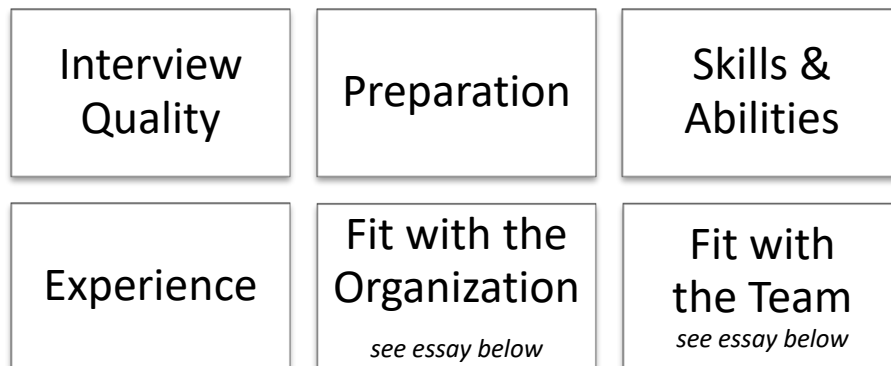 Interview
Quality
Preparation
Skills &
Abilities
Experience
Fit with the
Organization
see essay below
Fit with
the Team
see essay below